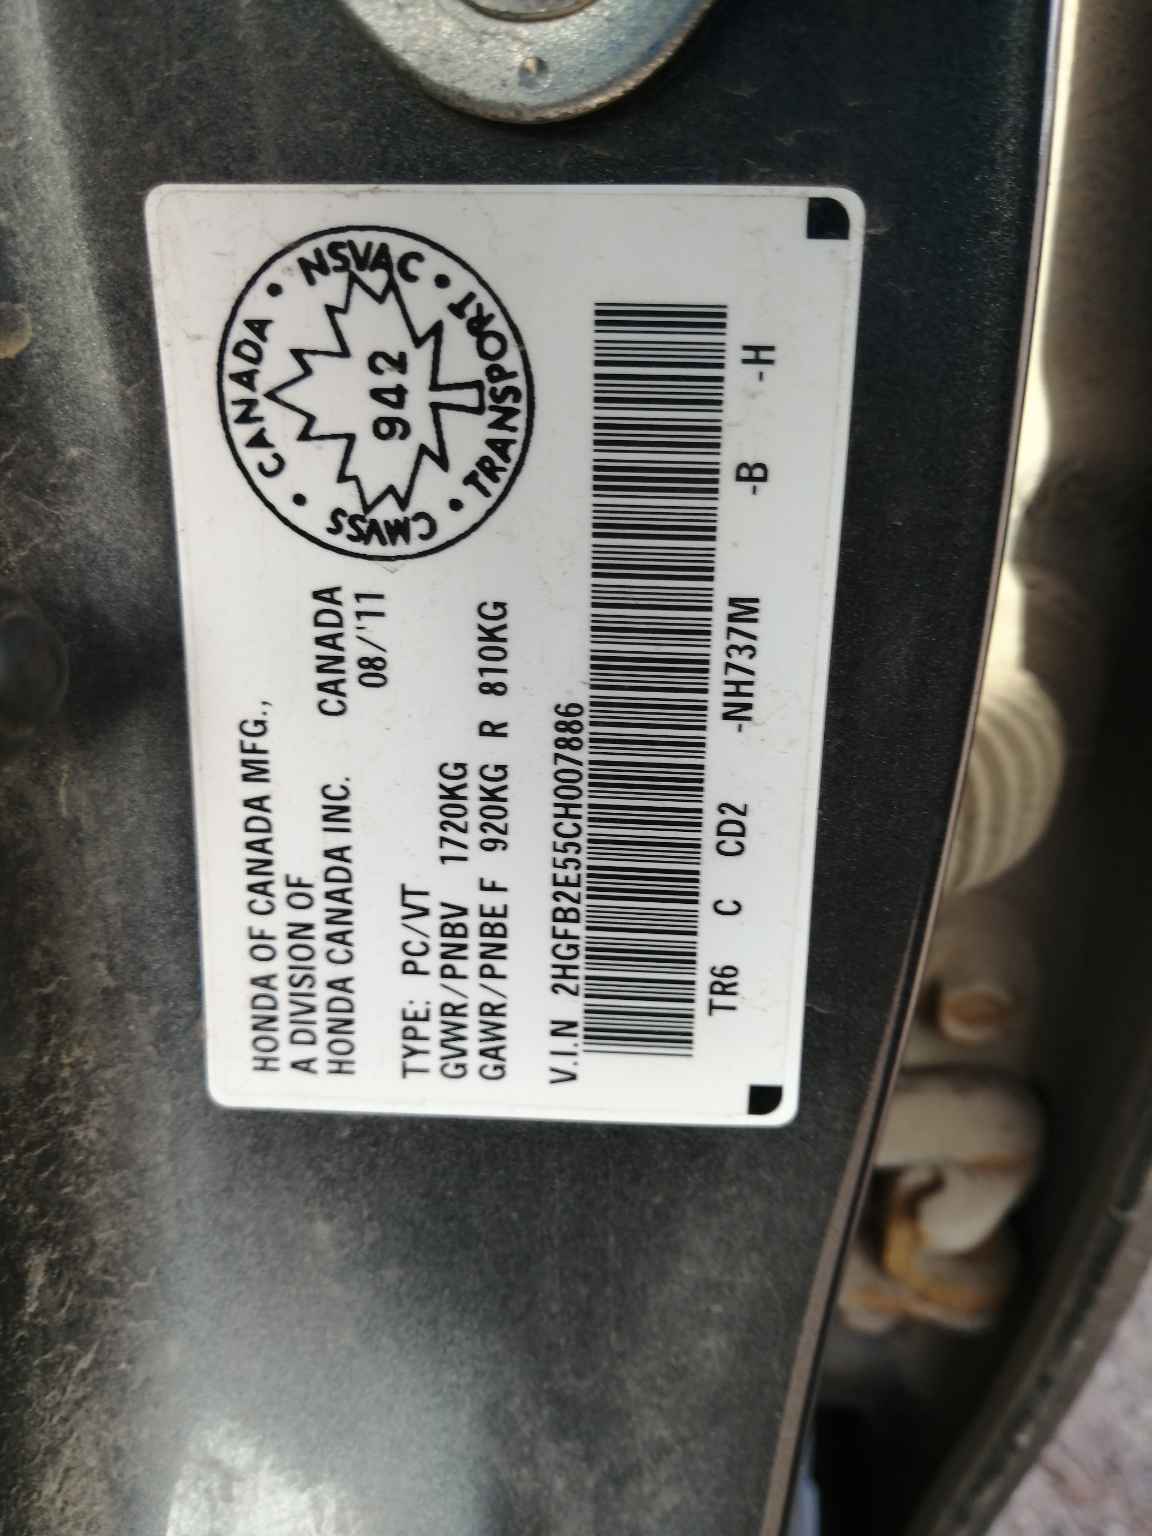 HONDA OF CANADA MFG.,
A DIVISION OF
HONDA CANADA INC. CANADA
08/'11
CANADA • NSVAC • TRANSPORT • CMVSS •
942
TYPE: PC/VT
GVWR/PNBV 1720KG
GAWR/PNBE F 920KG R 810KG
V.I.N 2HGFB2E55CH007886
TR6 C CD2 -NH737M -B -H